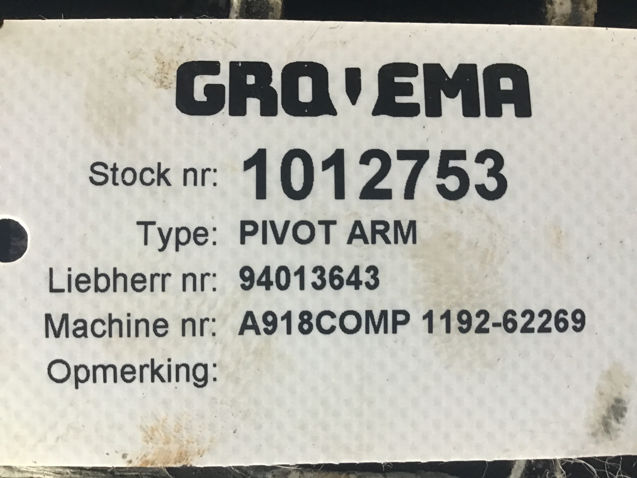 GROVEMA
Stock nr: 1012753
Type: PIVOT ARM
Liebherr nr: 94013643
Machine nr: A918COMP 1192-62269
Opmerking: